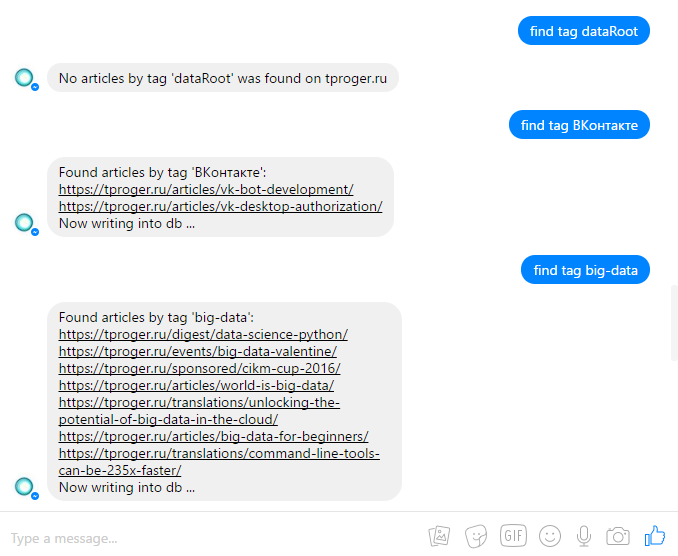 find tag dataRoot
No articles by tag 'dataRoot' was found on tproger.ru
find tag ВКонтакте
Found articles by tag 'ВКонтакте':
https://tproger.ru/articles/vk-bot-development/
https://tproger.ru/articles/vk-desktop-authorization/
Now writing into db ...
find tag big-data
Found articles by tag 'big-data':
https://tproger.ru/digest/data-science-python/
https://tproger.ru/events/big-data-valentine/
https://tproger.ru/sponsored/cikm-cup-2016/
https://tproger.ru/articles/world-is-big-data/
https://tproger.ru/translations/unlocking-the-
potential-of-big-data-in-the-cloud/
https://tproger.ru/articles/big-data-for-beginners/
https://tproger.ru/translations/command-line-tools-
can-be-235x-faster/
Now writing into db ...
Type a message...
GIF